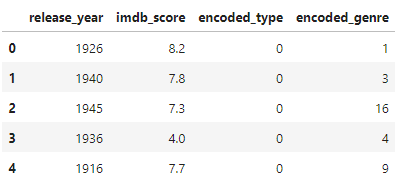 release_year imdb_score encoded_type encoded_genre
0 1926 8.2 0 1
1 1940 7.8 0 3
2 1945 7.3 0 16
3 1936 4.0 0 4
4 1916 7.7 0 9